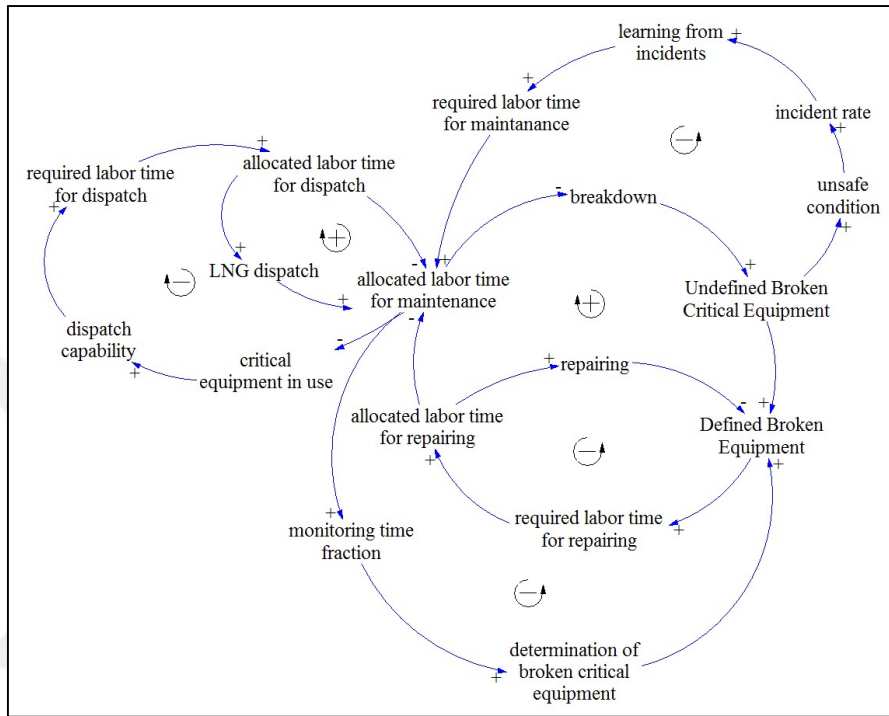 learning from
incidents
required labor time
for maintanance
incident rate
required labor time
for dispatch
allocated labor time
for dispatch
unsafe
condition
breakdown
LNG dispatch
allocated labor time
for maintenance
Undefined Broken
Critical Equipment
dispatch
capability
critical
equipment in use
repairing
allocated labor time
for repairing
Defined Broken
Equipment
monitoring time
fraction
required labor time
for repairing
determination of
broken critical
equipment